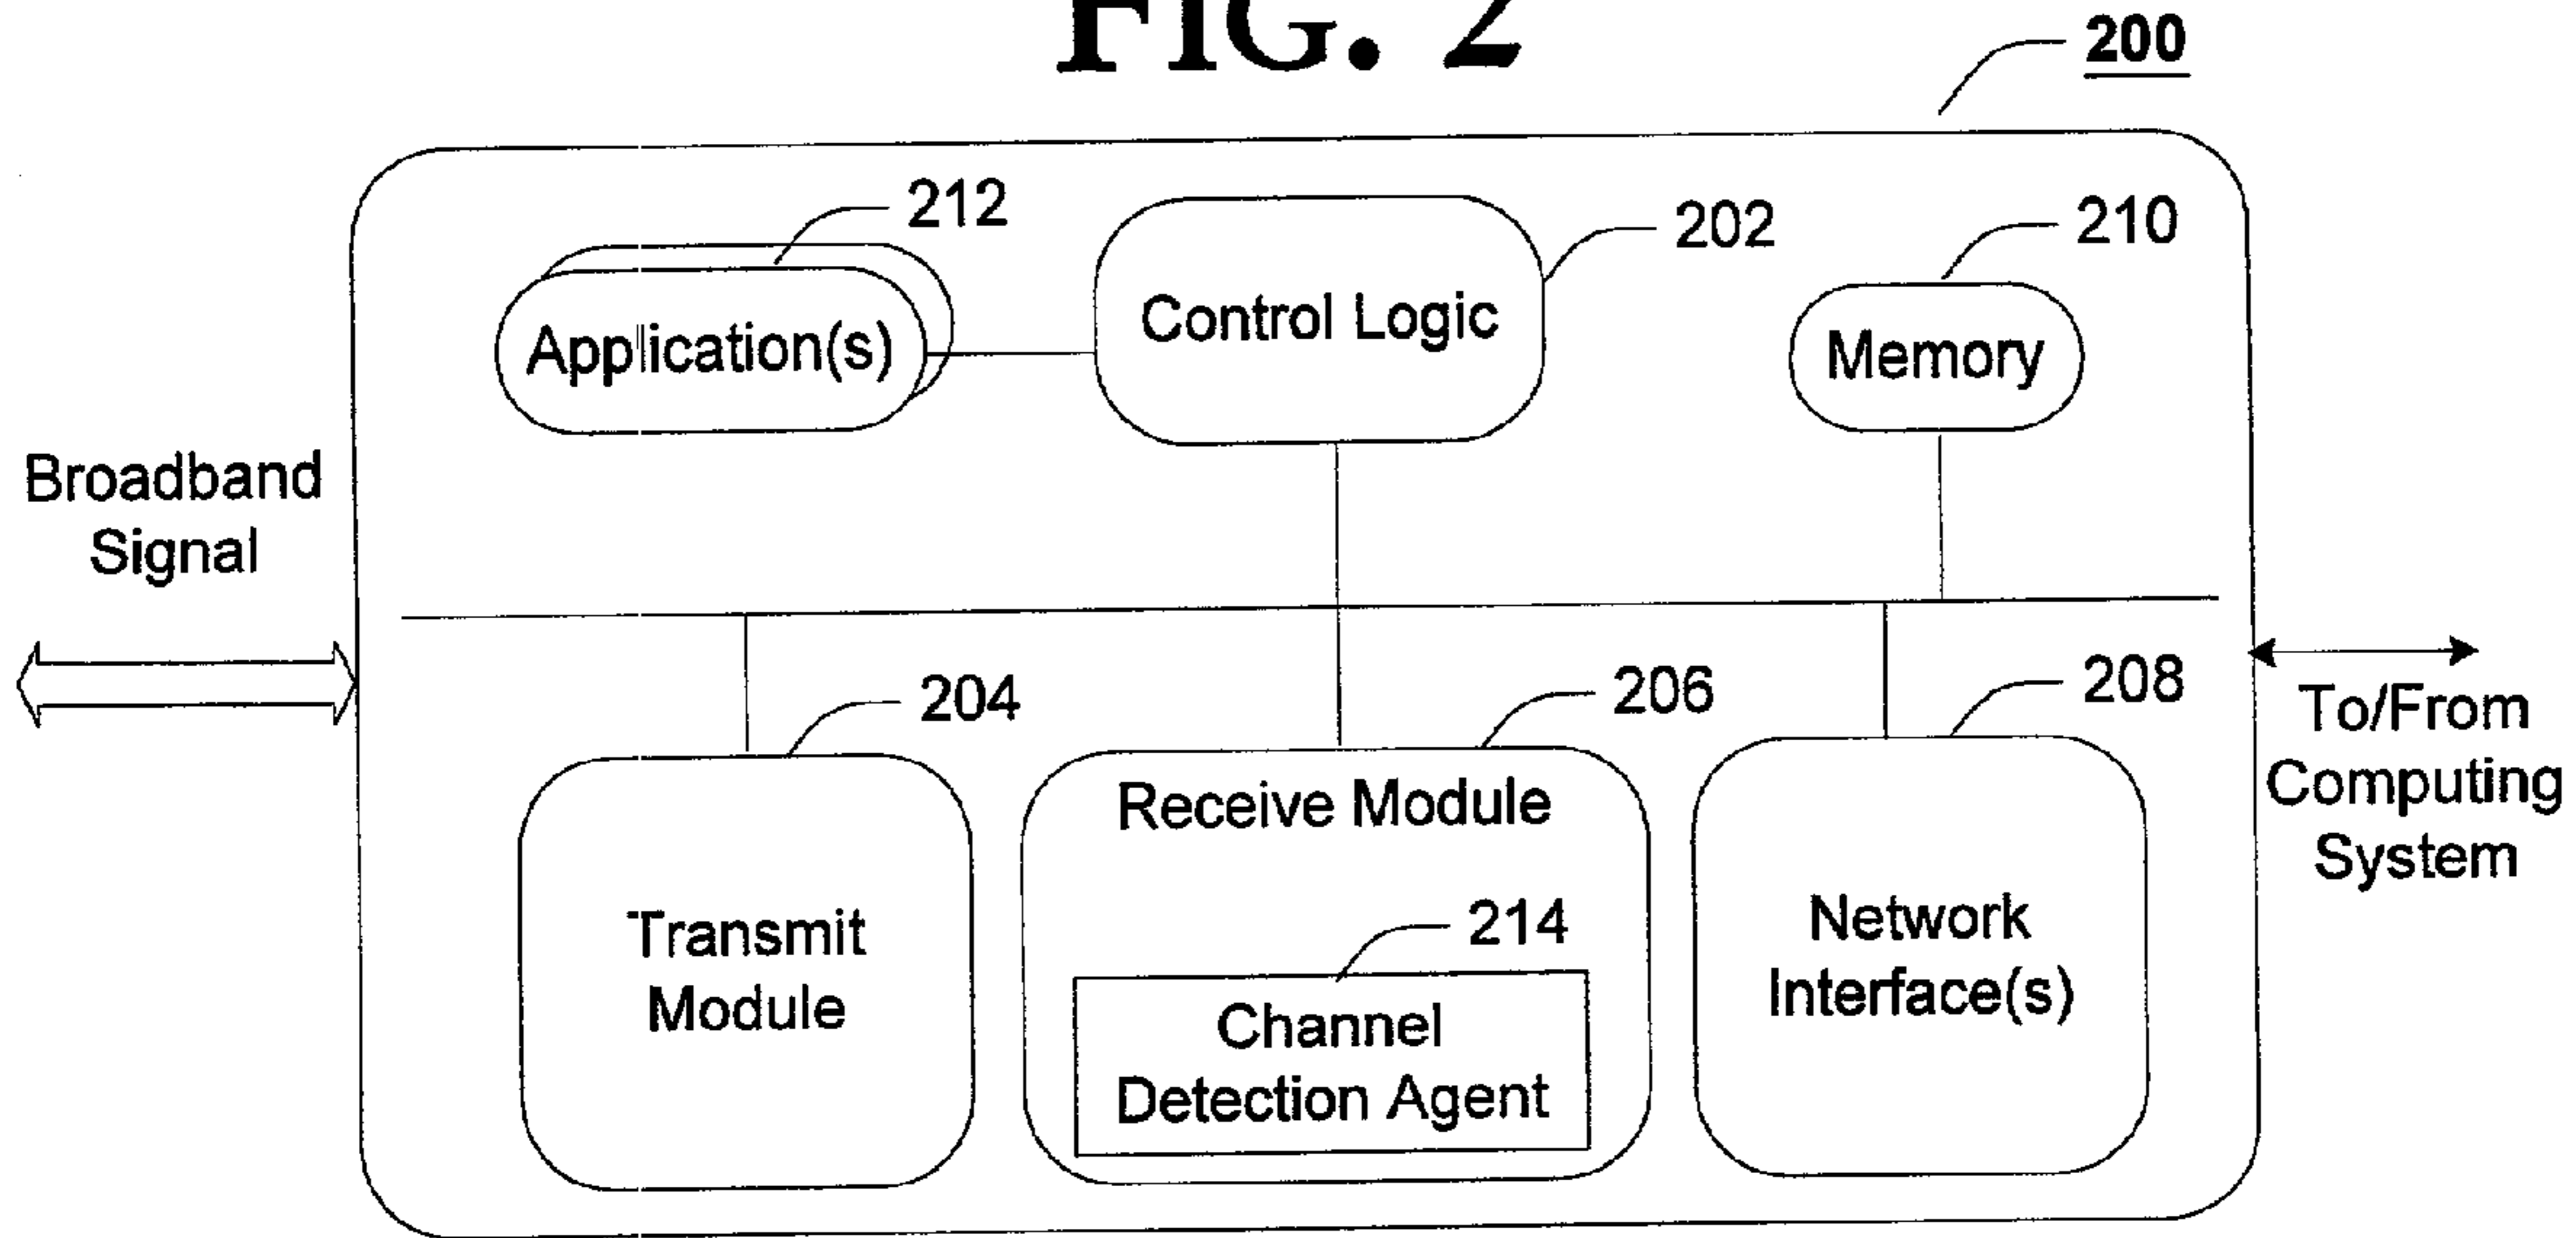 FIG. 2
200
212
202
210
Application(s)
Control Logic
Memory
Broadband
Signal
204
206
208
To/From
Computing
System
Transmit
Module
Receive Module
214
Channel
Detection Agent
Network
Interface(s)